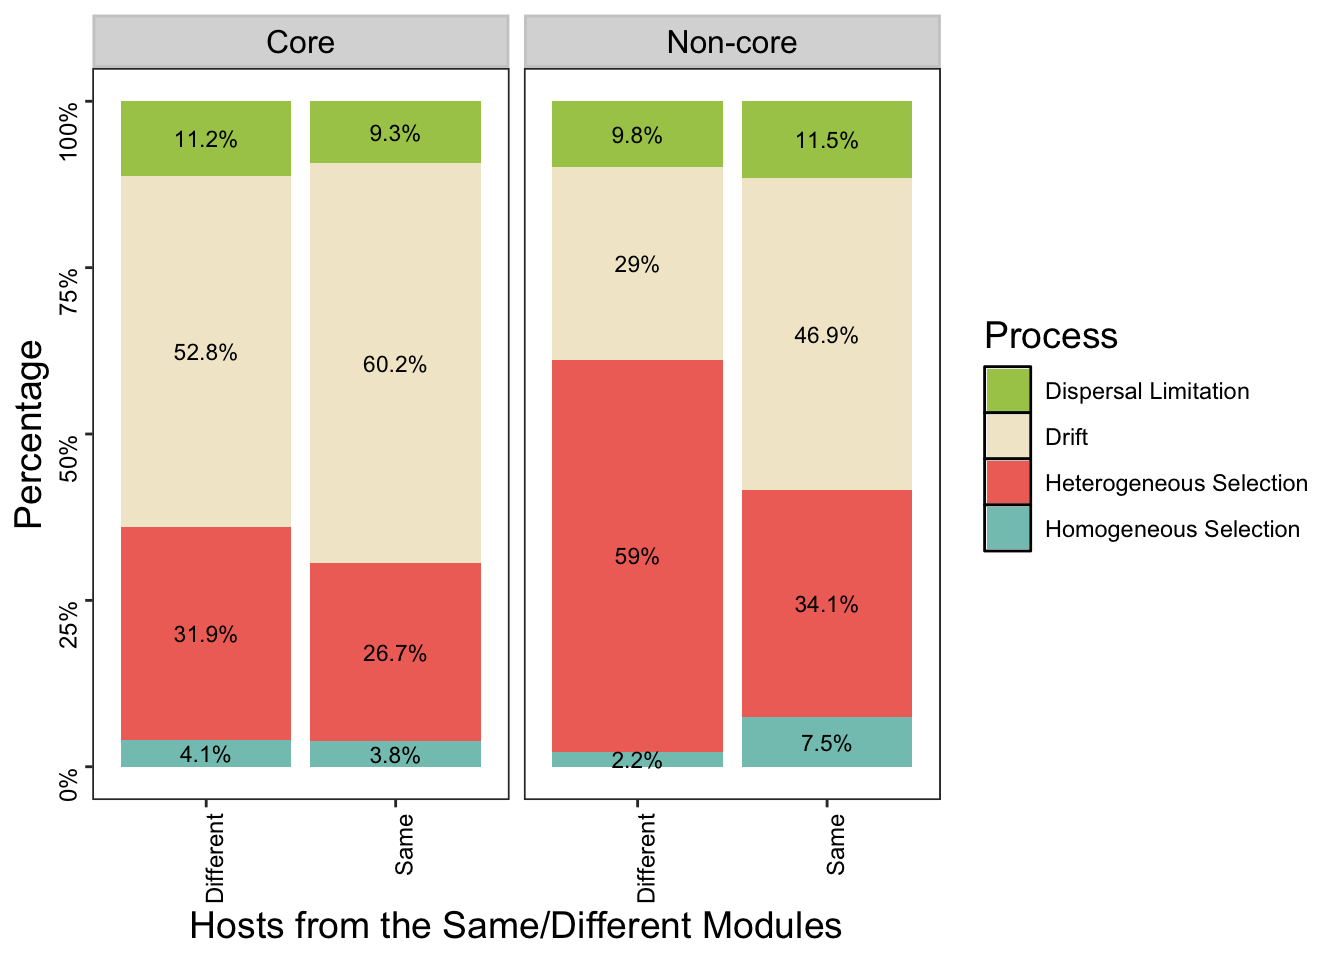 Core
Non-core
Percentage
100%
75%
50%
25%
0%
11.2%
52.8%
31.9%
4.1%
9.3%
60.2%
26.7%
3.8%
9.8%
29%
59%
2.2%
11.5%
46.9%
34.1%
7.5%
Different
Same
Different
Same
Hosts from the Same/Different Modules
Process
Dispersal Limitation
Drift
Heterogeneous Selection
Homogeneous Selection